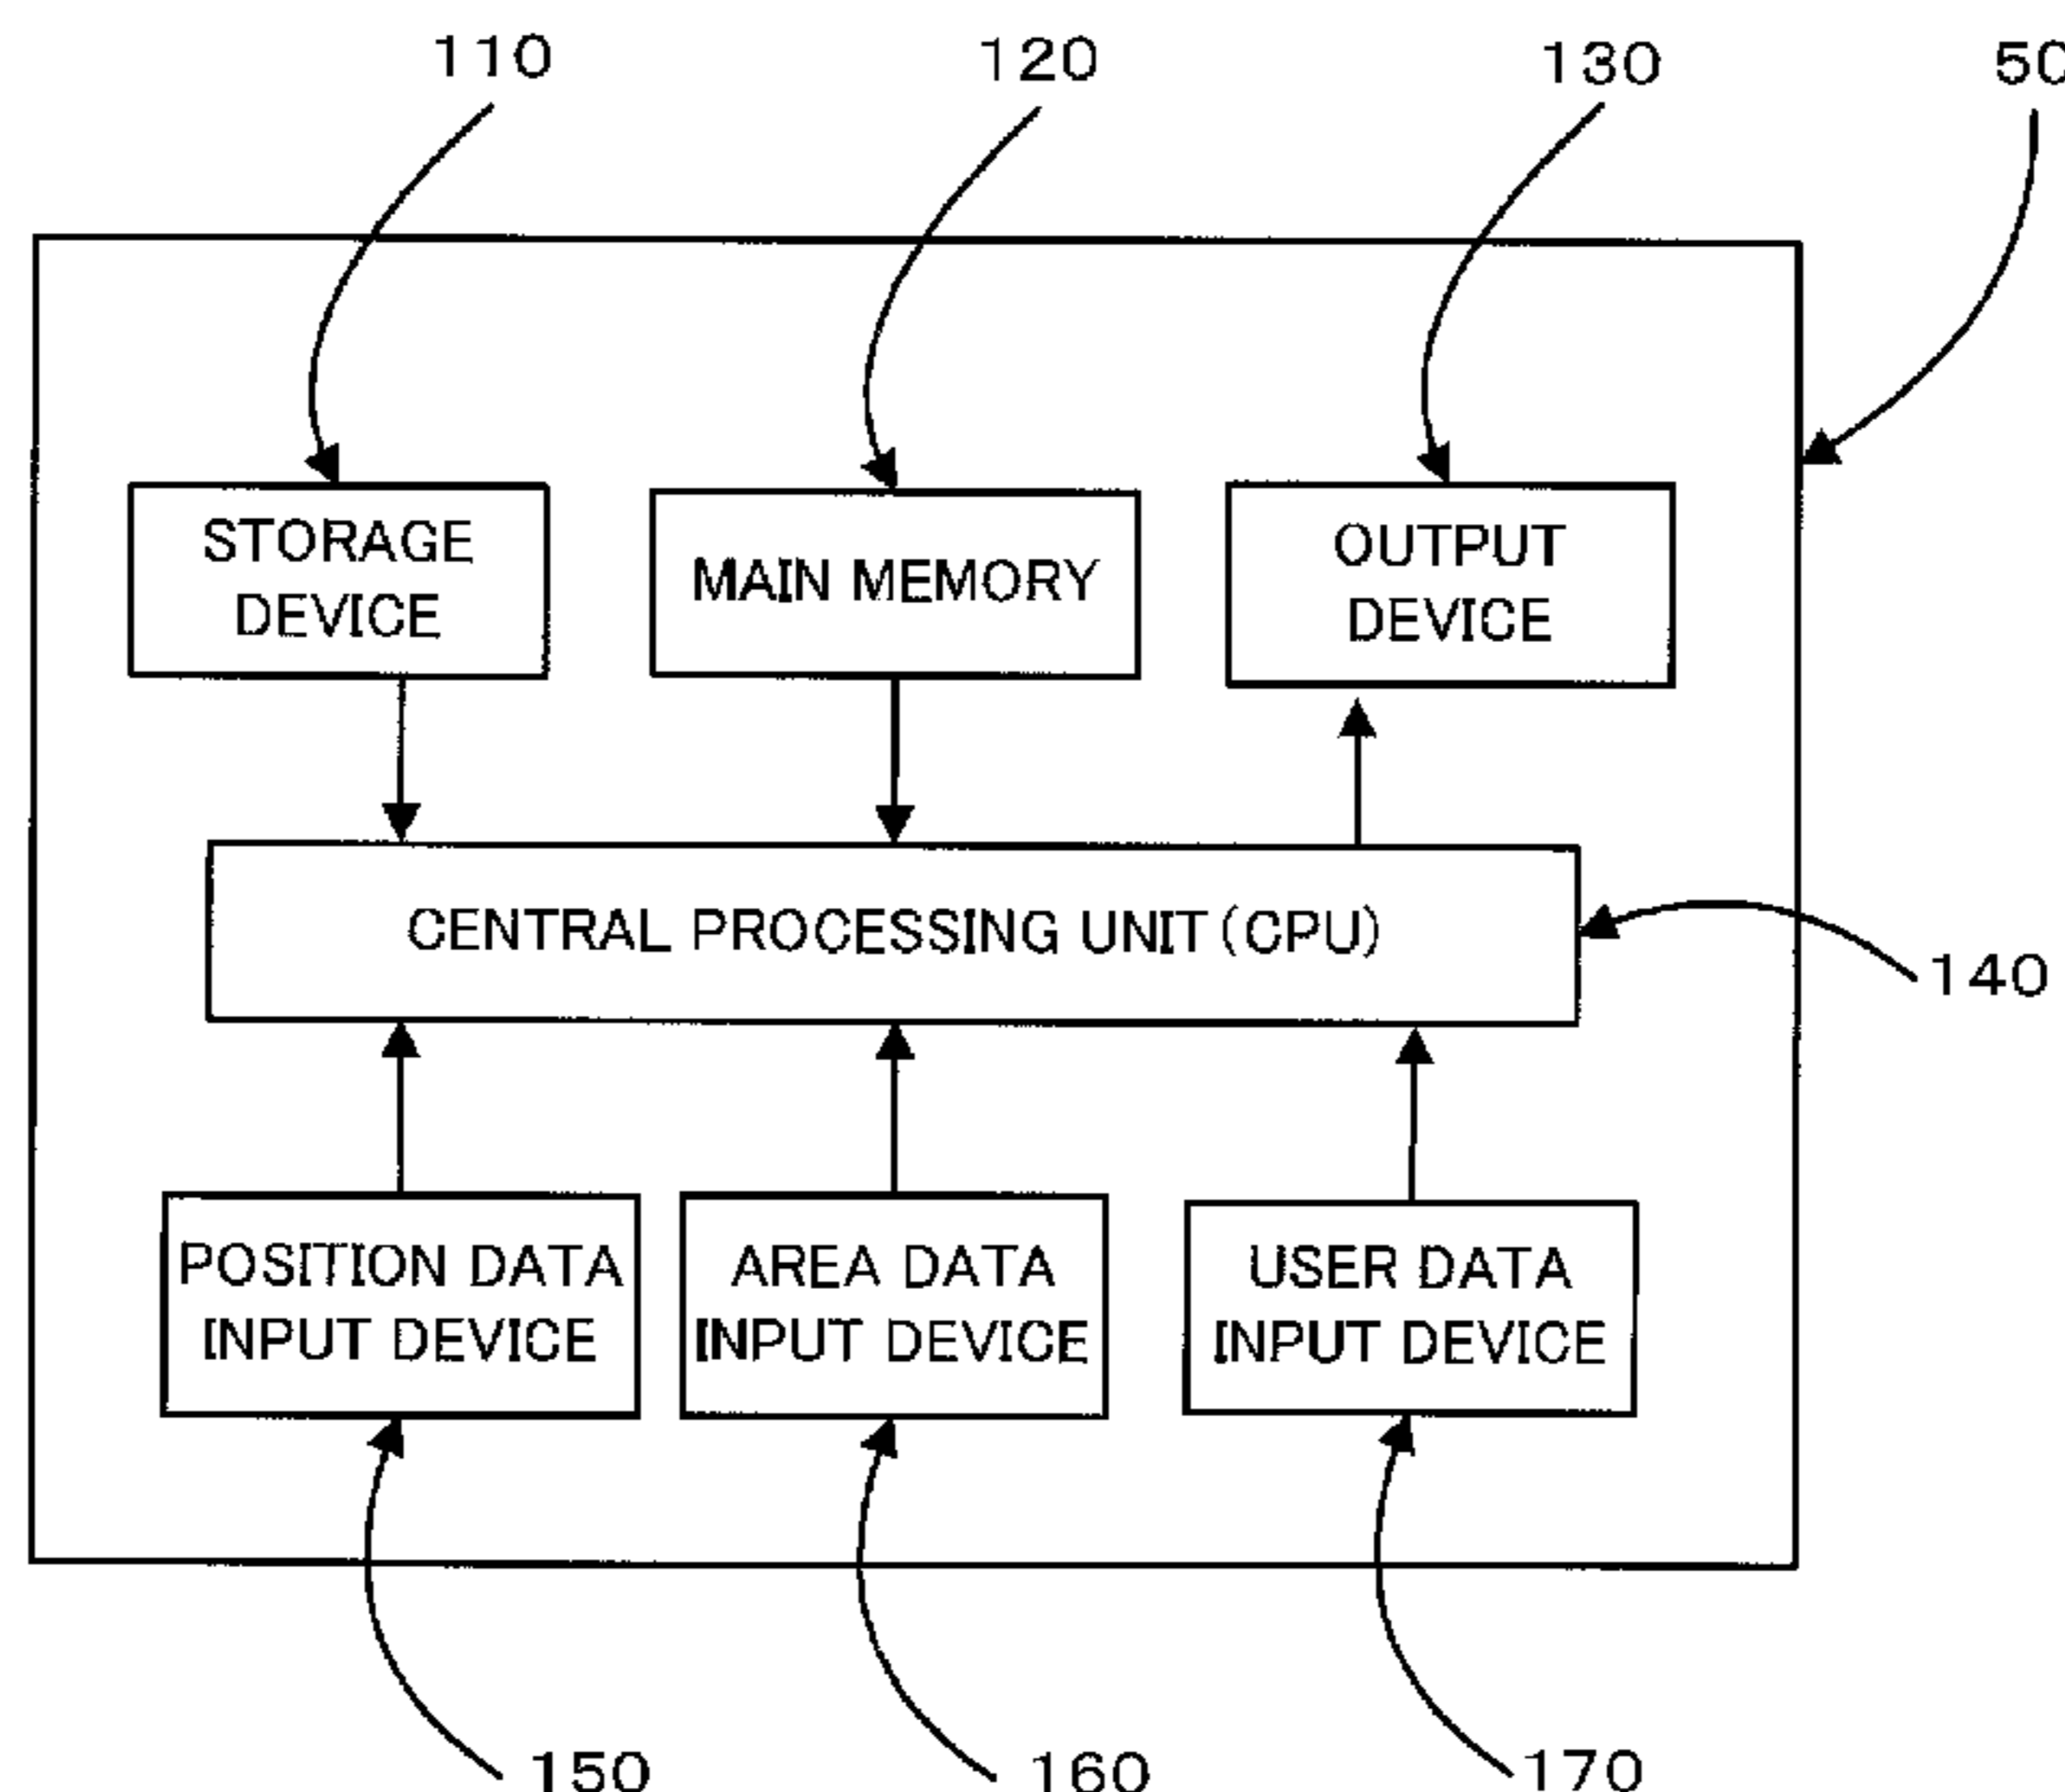 110
120
130
50
STORAGE
DEVICE
MAIN MEMORY
OUTPUT
DEVICE
CENTRAL PROCESSING UNIT(CPU)
140
POSITION DATA
INPUT DEVICE
AREA DATA
INPUT DEVICE
USER DATA
INPUT DEVICE
150
160
170